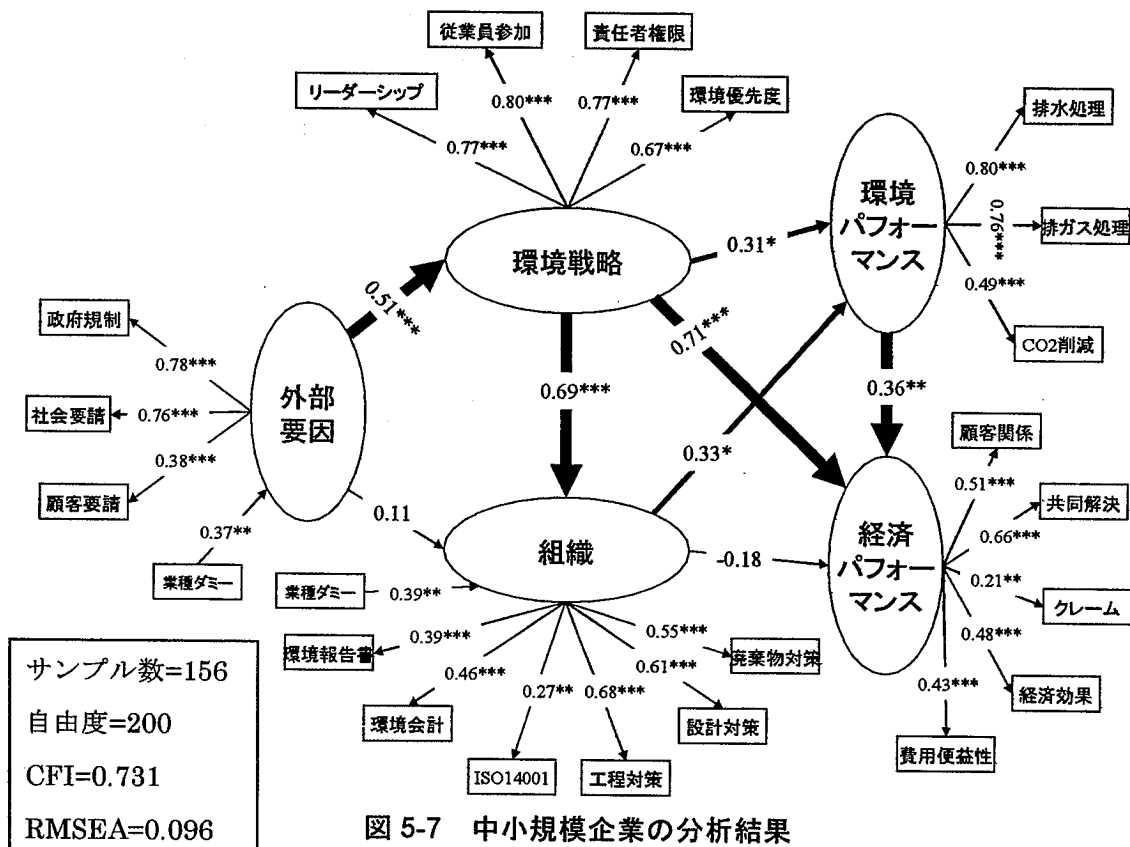 従業員参加
責任者権限
リーダーシップ
0.80***
0.77***
環境優先度
0.77***
0.67***
排水処理
環境
パフォー
マンス
0.80***
0.76***
排ガス処理
0.49***
CO2削減
環境戦略
0.31*
政府規制
0.51***
0.78***
0.71***
社会要請
0.76***
外部
要因
0.69***
0.36**
顧客要請
0.38***
0.33*
顧客関係
0.51***
共同解決
0.37**
0.11
業種ダミー
組織
-0.18
経済
パフォー
マンス
0.66***
0.21**
クレーム
業種ダミー
0.39**
0.48***
経済効果
0.43***
費用便益性
環境報告書
0.39***
0.55***
廃棄物対策
環境会計
0.46***
0.61***
設計対策
0.27**
0.68***
ISO14001
工程対策
サンプル数=156
自由度=200
CFI=0.731
RMSEA=0.096
図 5-7 中小規模企業の分析結果